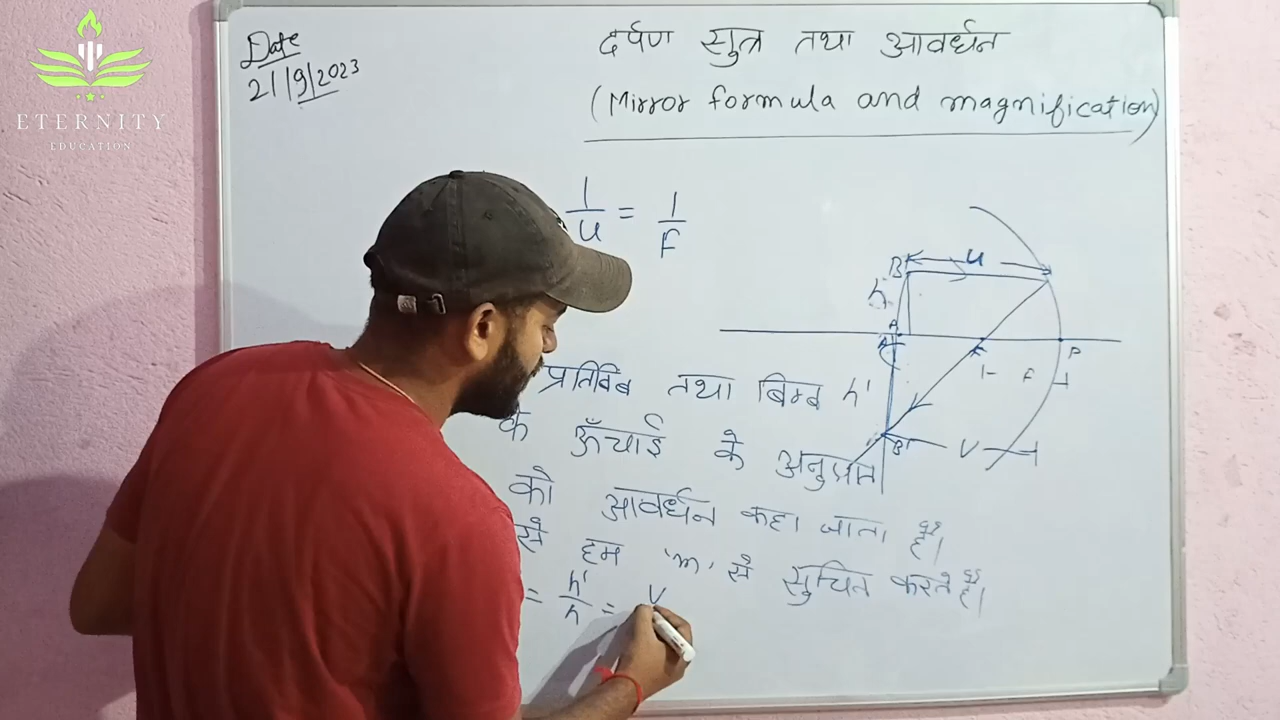 ETERNITY
EDUCATION
Date
21/9/2023
दर्पण सुत्र तथा आवर्धन
(Mirror formula and magnification)
1/u = 1/F
B u
h
A
A'
P
F
h'
B'
V
प्रतिबिंब तथा बिम्ब
के ऊँचाई के अनुपात
को आवर्धन कहा जाता है।
से हम 'm' से सुचित करते है।
= h'/h = V